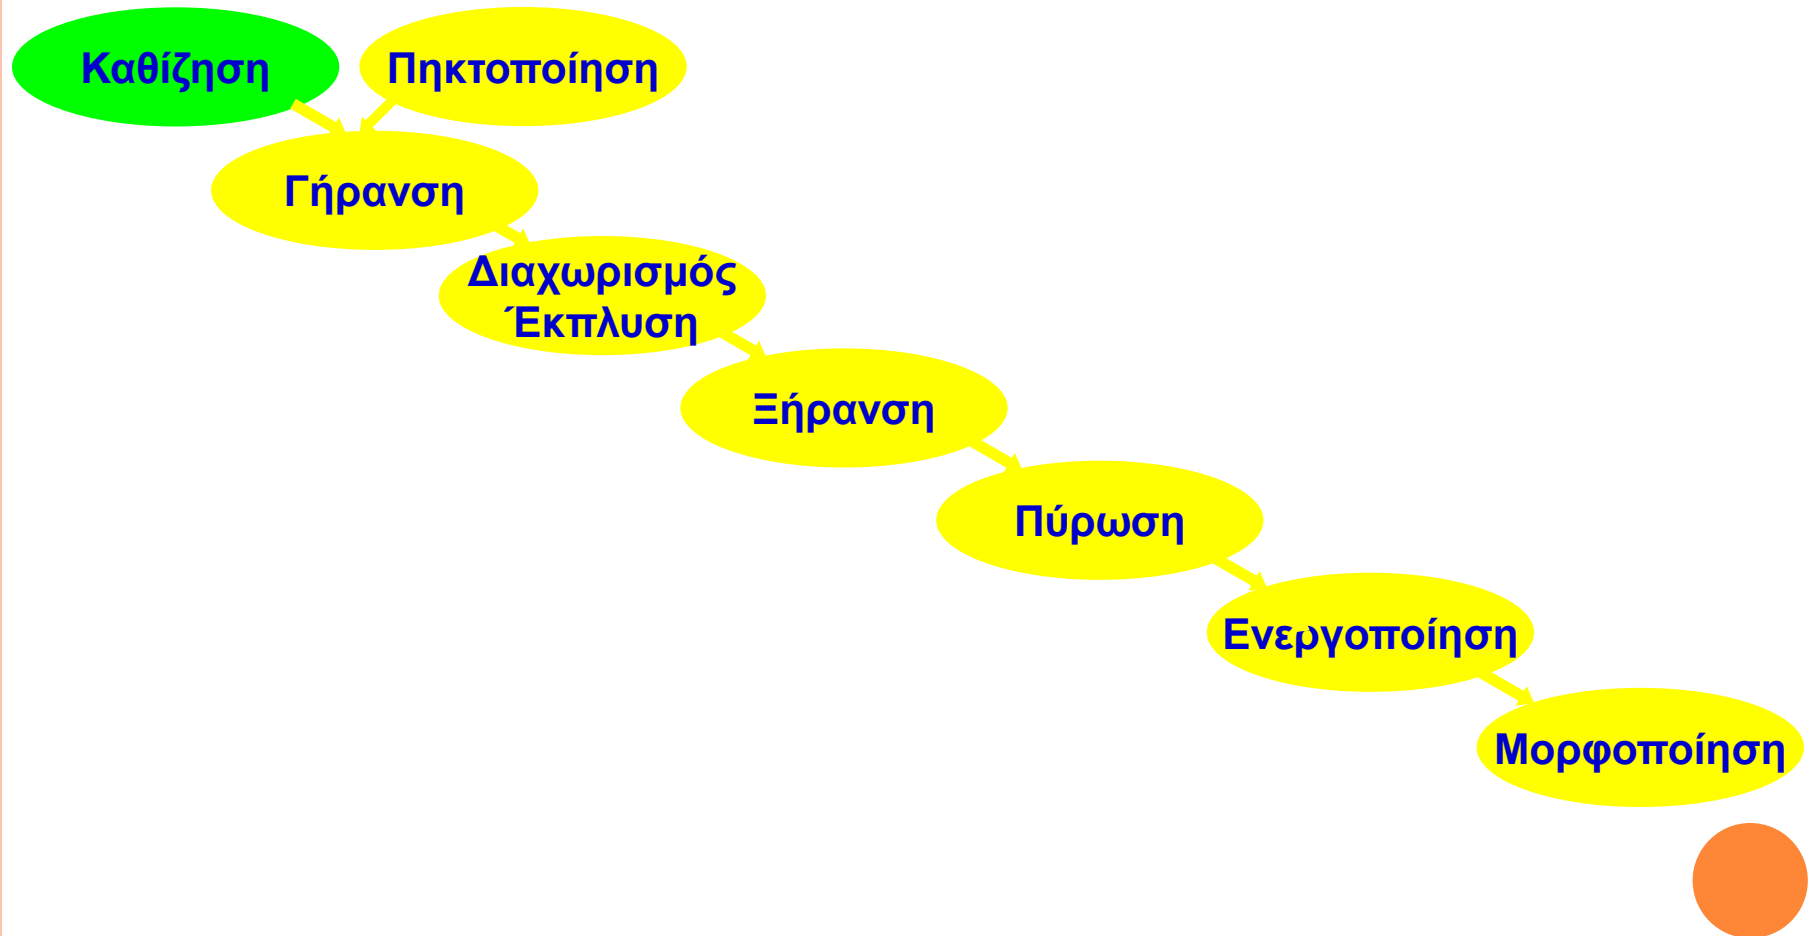 Καθίζηση
Πηκτοποίηση
Γήρανση
Διαχωρισμός
Έκπλυση
Ξήρανση
Πύρωση
Ενεργοποίηση
Μορφοποίηση